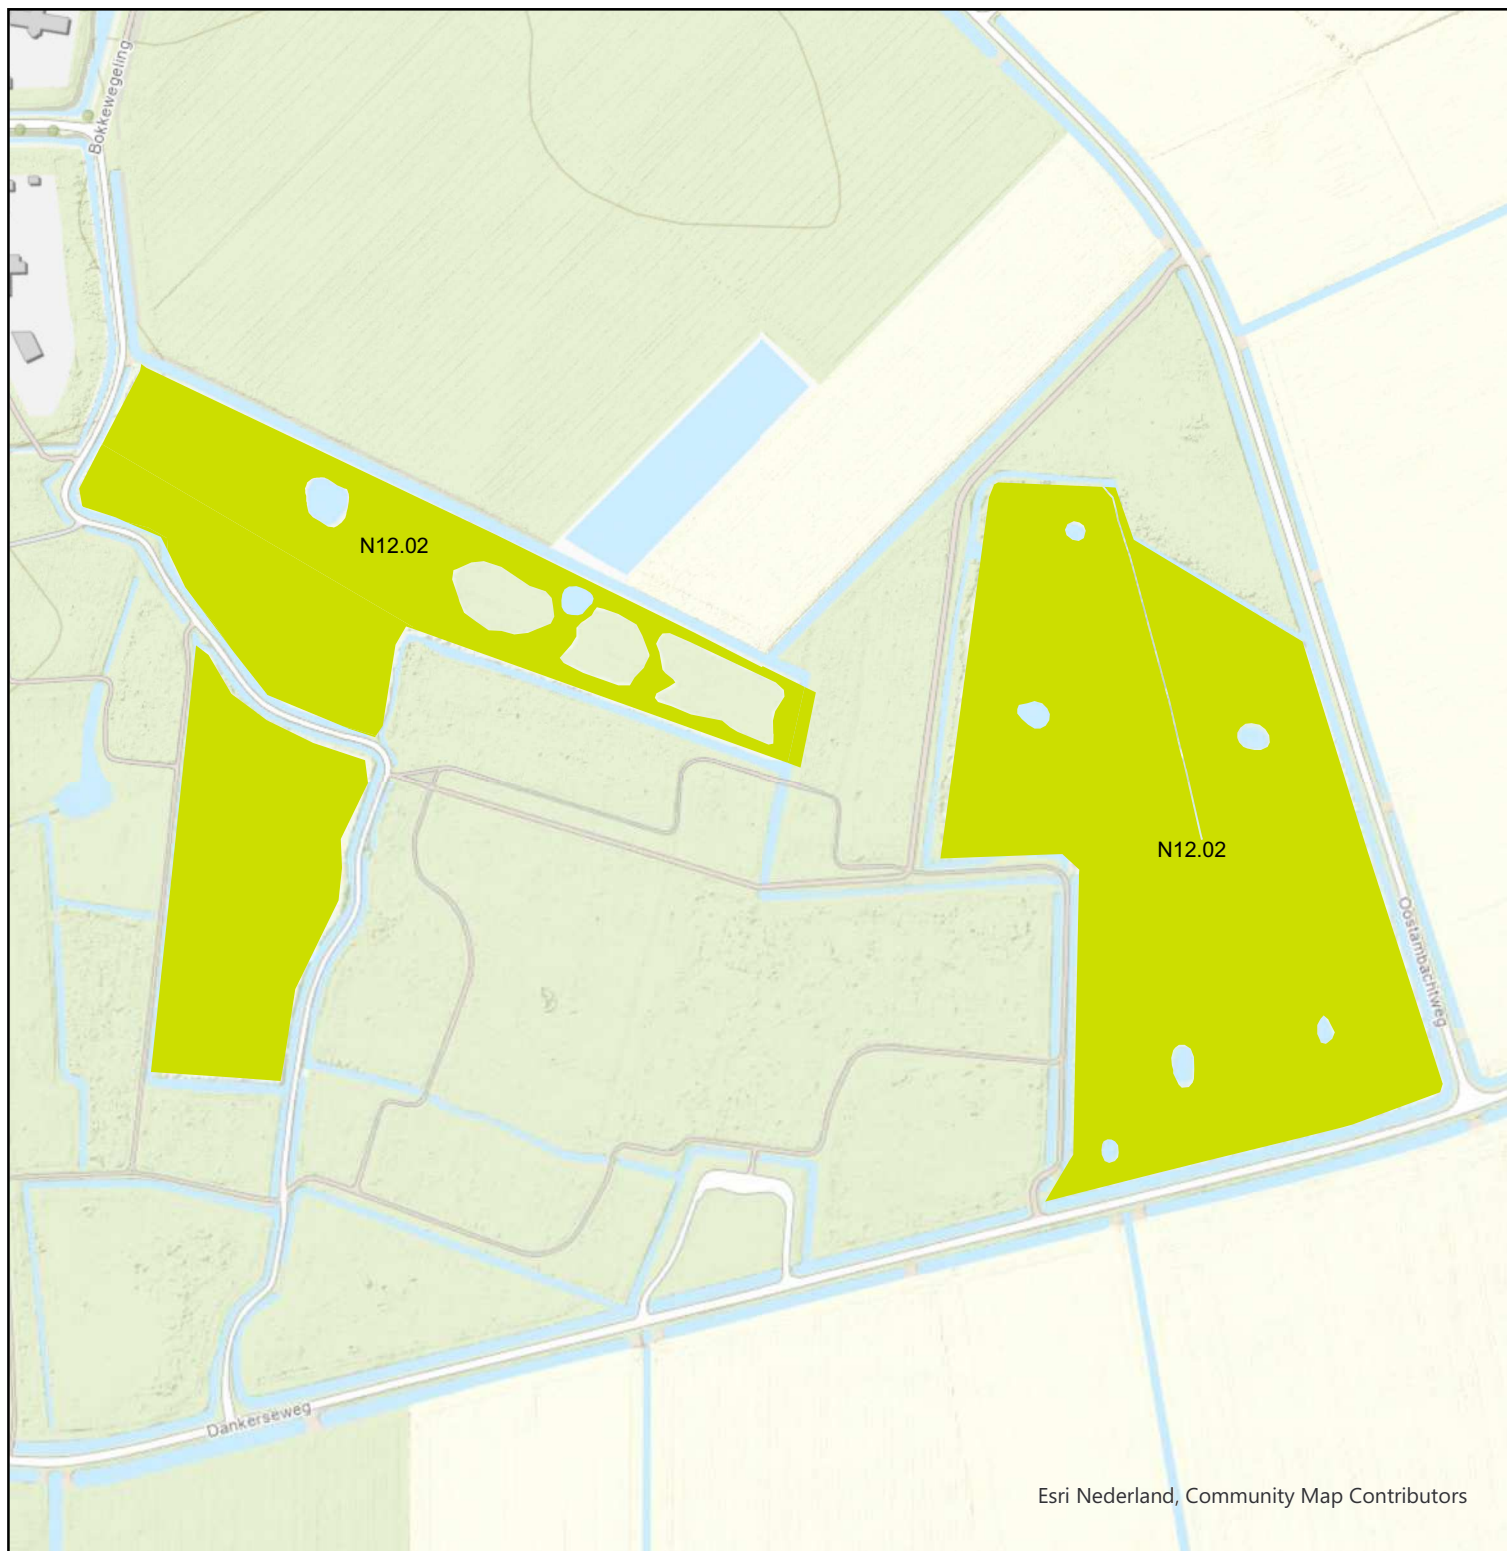 Bokkewegeling
N12.02
N12.02
Oostambachtweg
Dankerseweg
Esri Nederland, Community Map Contributors